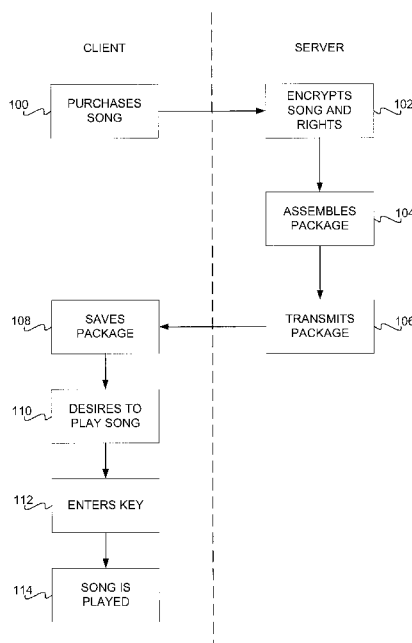 CLIENT
SERVER
100
PURCHASES
SONG
ENCRYPTS
SONG AND
RIGHTS
102
ASSEMBLES
PACKAGE
104
108
SAVES
PACKAGE
TRANSMITS
PACKAGE
106
110
DESIRES TO
PLAY SONG
112
ENTERS KEY
114
SONG IS
PLAYED